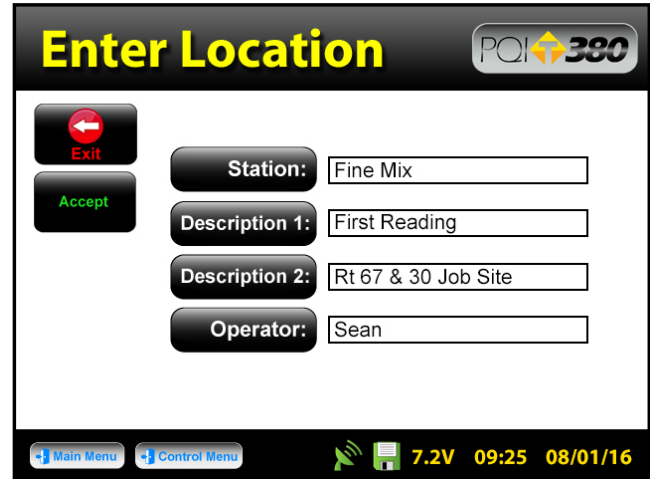 Enter Location
PQI 380
Exit
Accept
Station: Fine Mix
Description 1: First Reading
Description 2: Rt 67 & 30 Job Site
Operator: Sean
Main Menu Control Menu 7.2V 09:25 08/01/16